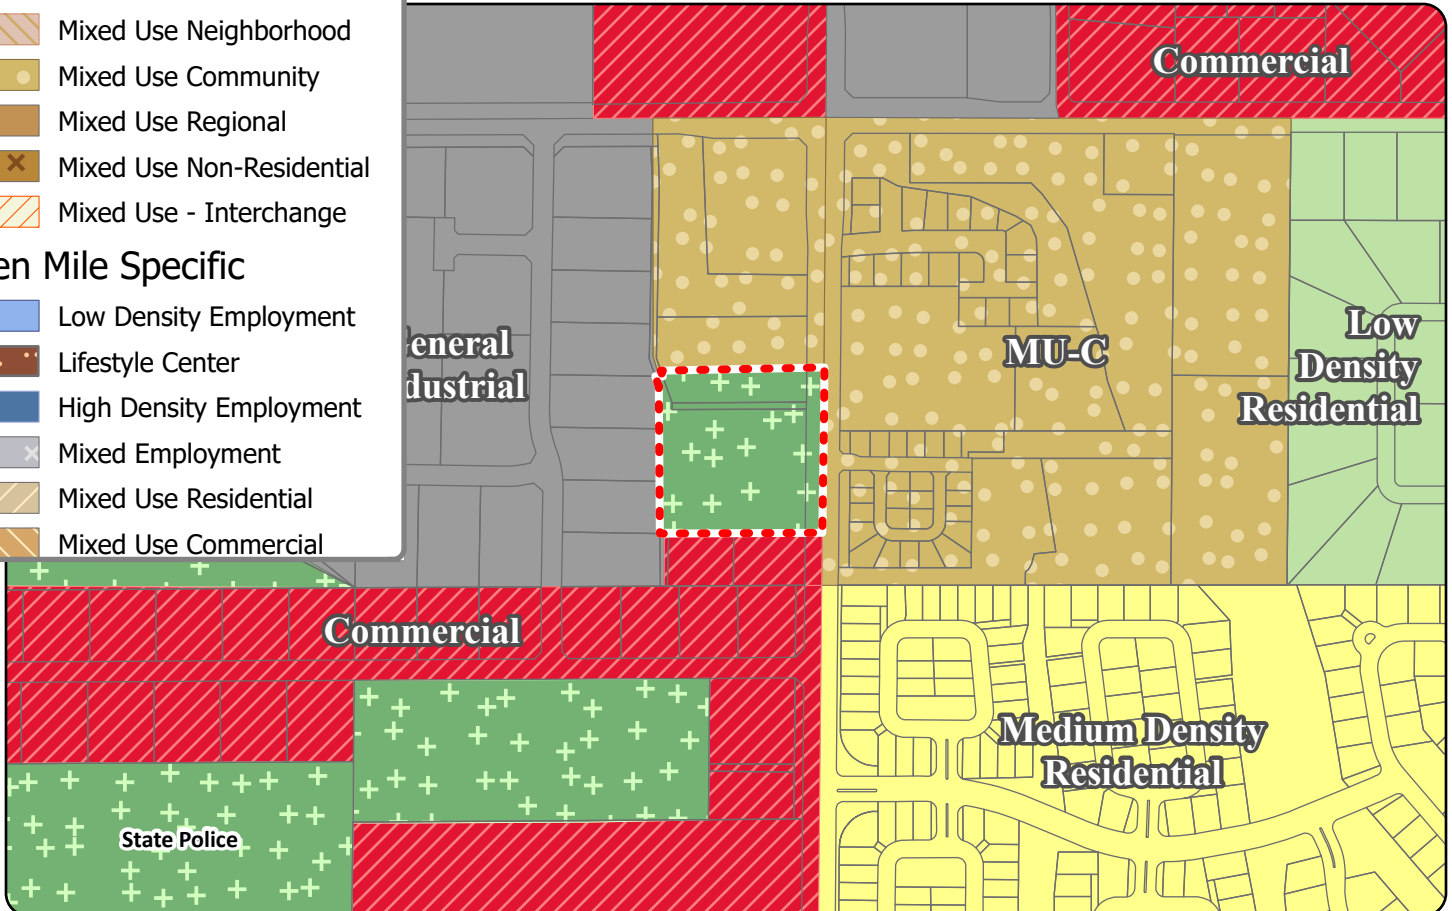 Mixed Use Neighborhood
Mixed Use Community
Mixed Use Regional
Mixed Use Non-Residential
Mixed Use - Interchange
en Mile Specific
Low Density Employment
Lifestyle Center
High Density Employment
Mixed Employment
Mixed Use Residential
Mixed Use Commercial
Commercial
eneral
dustrial
MU-C
Low
Density
Residential
Commercial
Medium Density
Residential
State Police